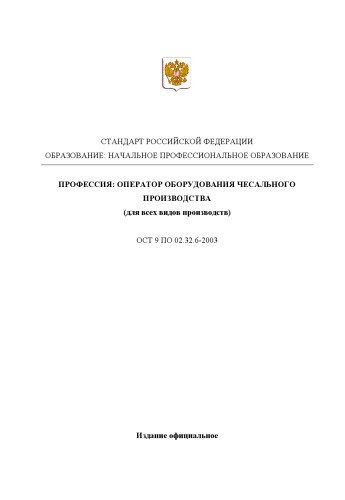 СТАНДАРТ РОССИЙСКОЙ ФЕДЕРАЦИИ
ОБРАЗОВАНИЕ: НАЧАЛЬНОЕ ПРОФЕССИОНАЛЬНОЕ ОБРАЗОВАНИЕ
ПРОФЕССИЯ: ОПЕРАТОР ОБОРУДОВАНИЯ ЧЕСАЛЬНОГО
ПРОИЗВОДСТВА
(для всех видов производств)
ОСТ 9 ПО 02.32.6-2003
Издание официальное